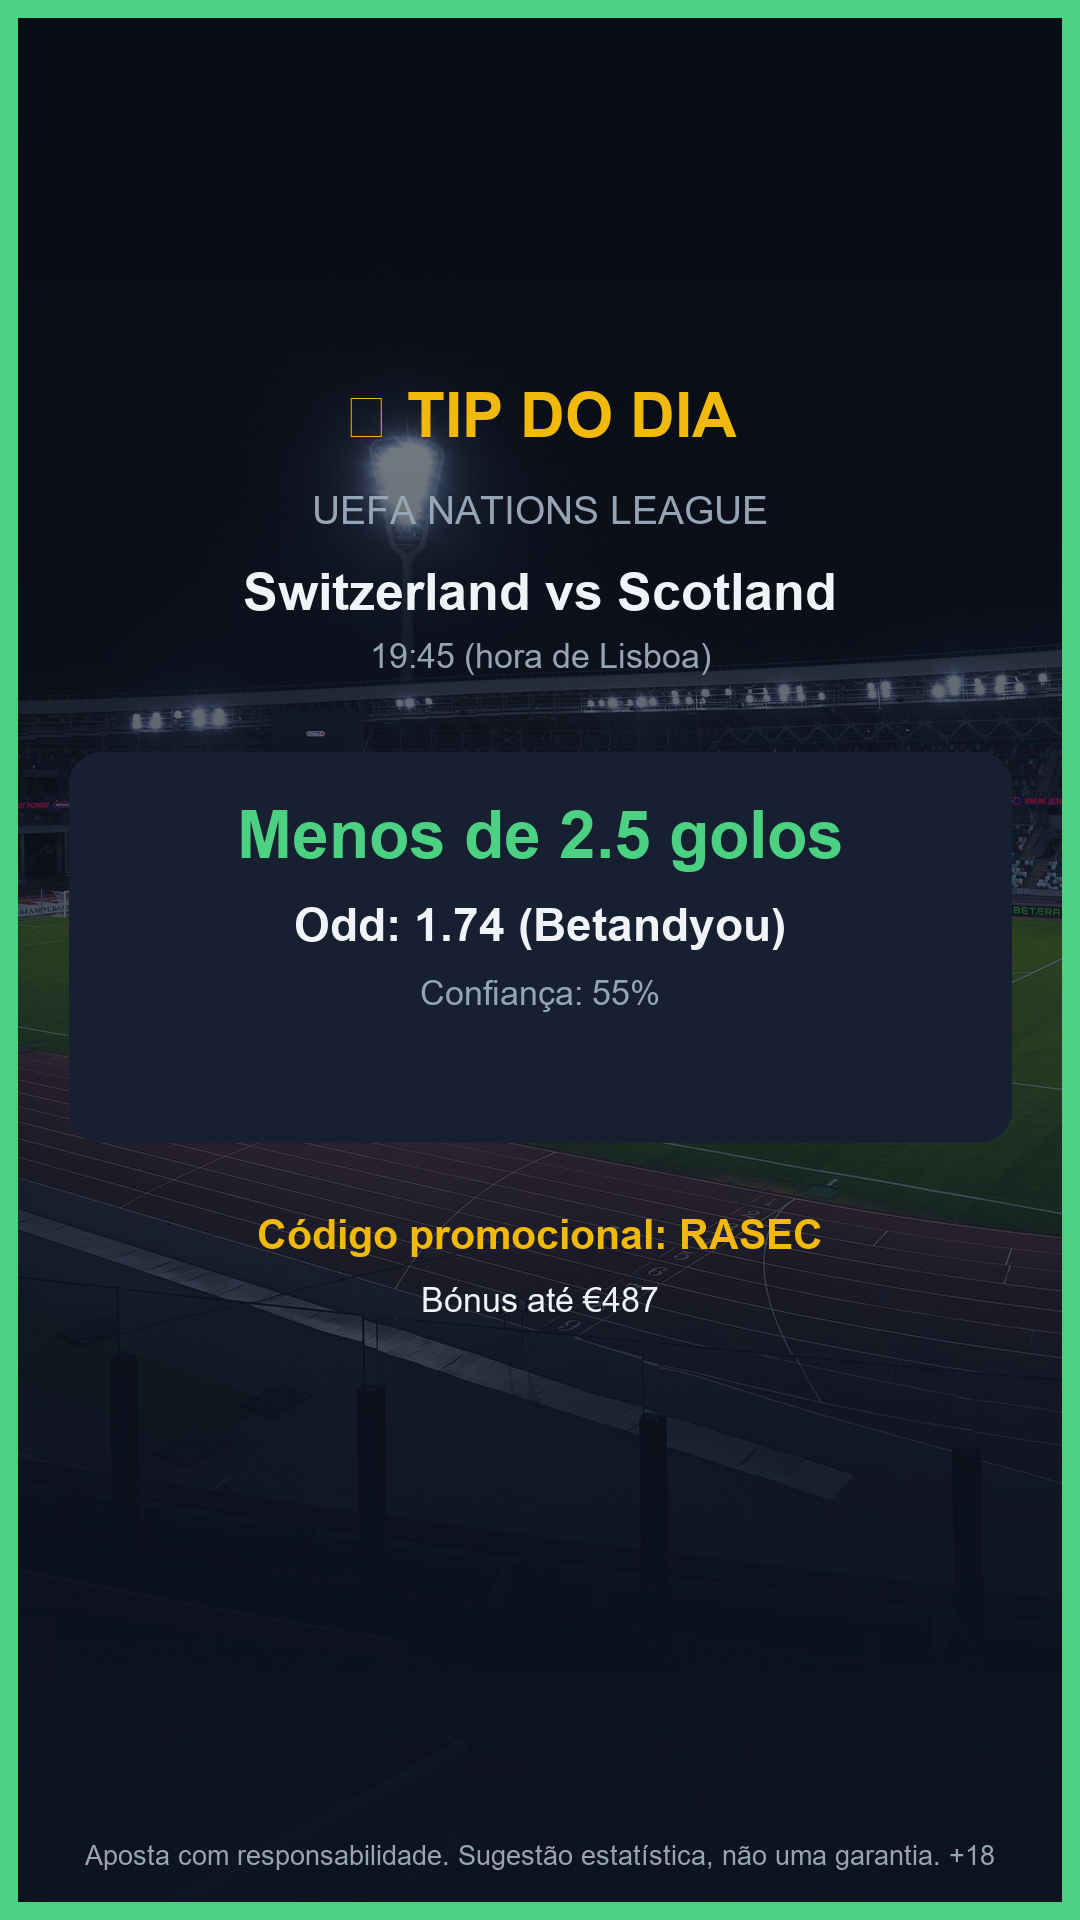 TIP DO DIA
UEFA NATIONS LEAGUE
Switzerland vs Scotland
19:45 (hora de Lisboa)
Menos de 2.5 golos
Odd: 1.74 (Betandyou)
Confiança: 55%
BETERA
Código promocional: RASEC
Bónus até €487
Aposta com responsabilidade. Sugestão estatística, não uma garantia. +18